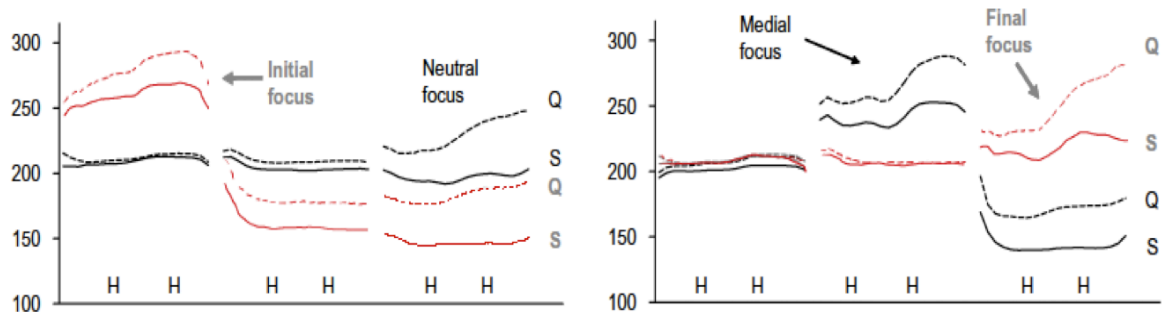 300
250
200
150
100
Initial
focus
Neutral
focus
Q
S
Q
S
H H H H H H
300
250
200
150
100
Medial
focus
Final
focus
Q
S
Q
S
H H H H H H